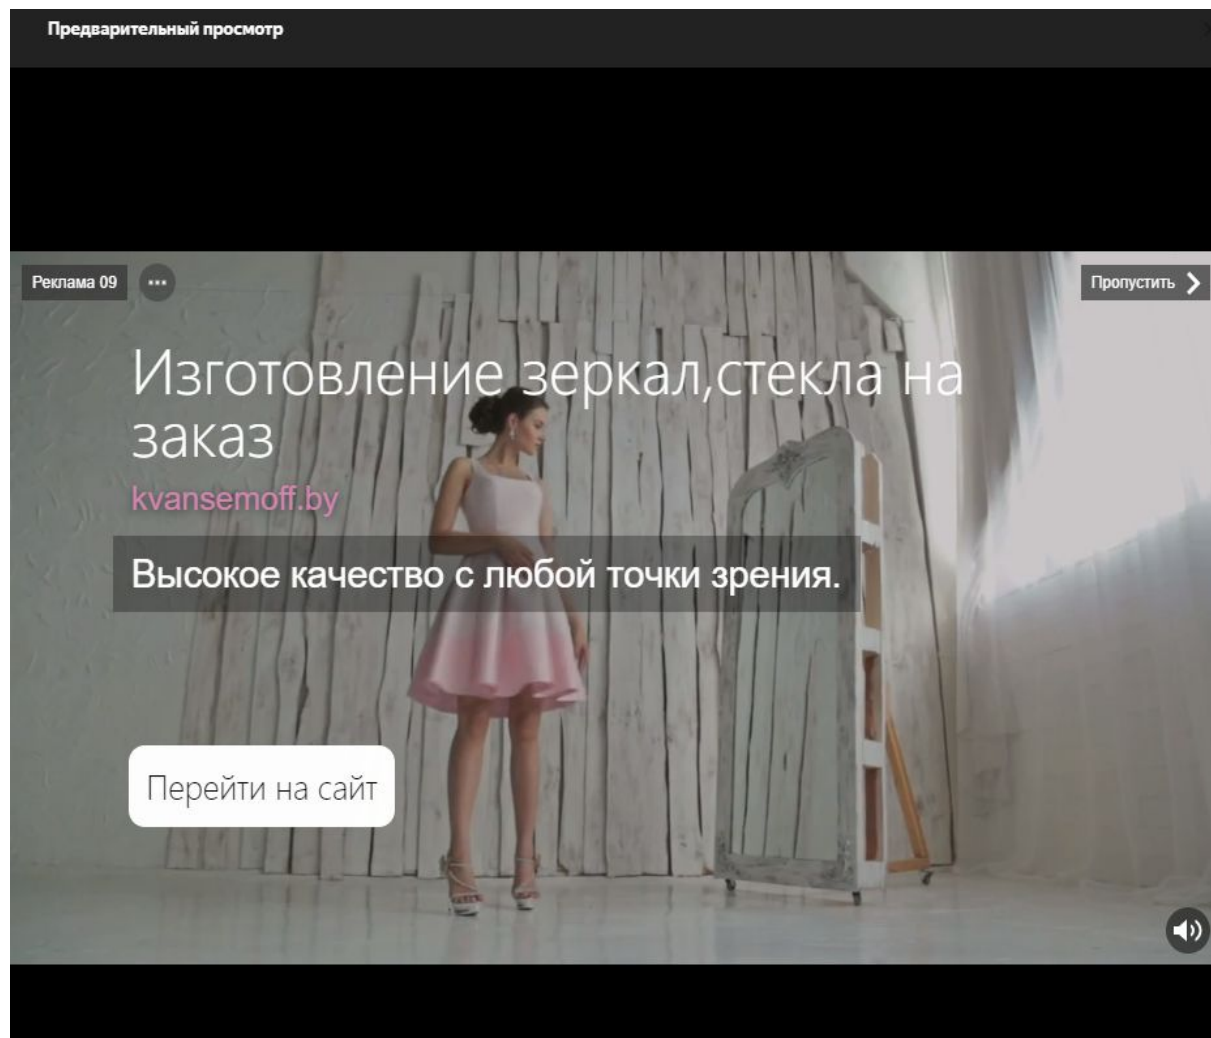 Предварительный просмотр
Реклама 09
Пропустить
Изготовление зеркал,стекла на
заказ
kvansemoff.by
Высокое качество с любой точки зрения.
Перейти на сайт